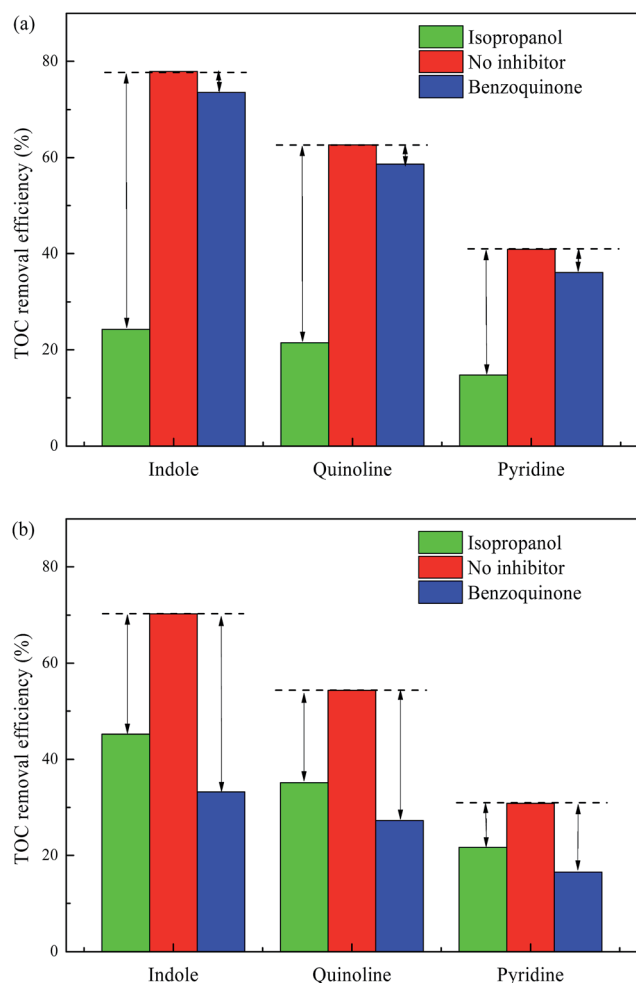 (a)
Isopropanol
No inhibitor
Benzoquinone
TOC removal efficiency (%)
80
60
40
20
0
Indole Quinoline Pyridine
(b)
Isopropanol
No inhibitor
Benzoquinone
TOC removal efficiency (%)
80
60
40
20
0
Indole Quinoline Pyridine